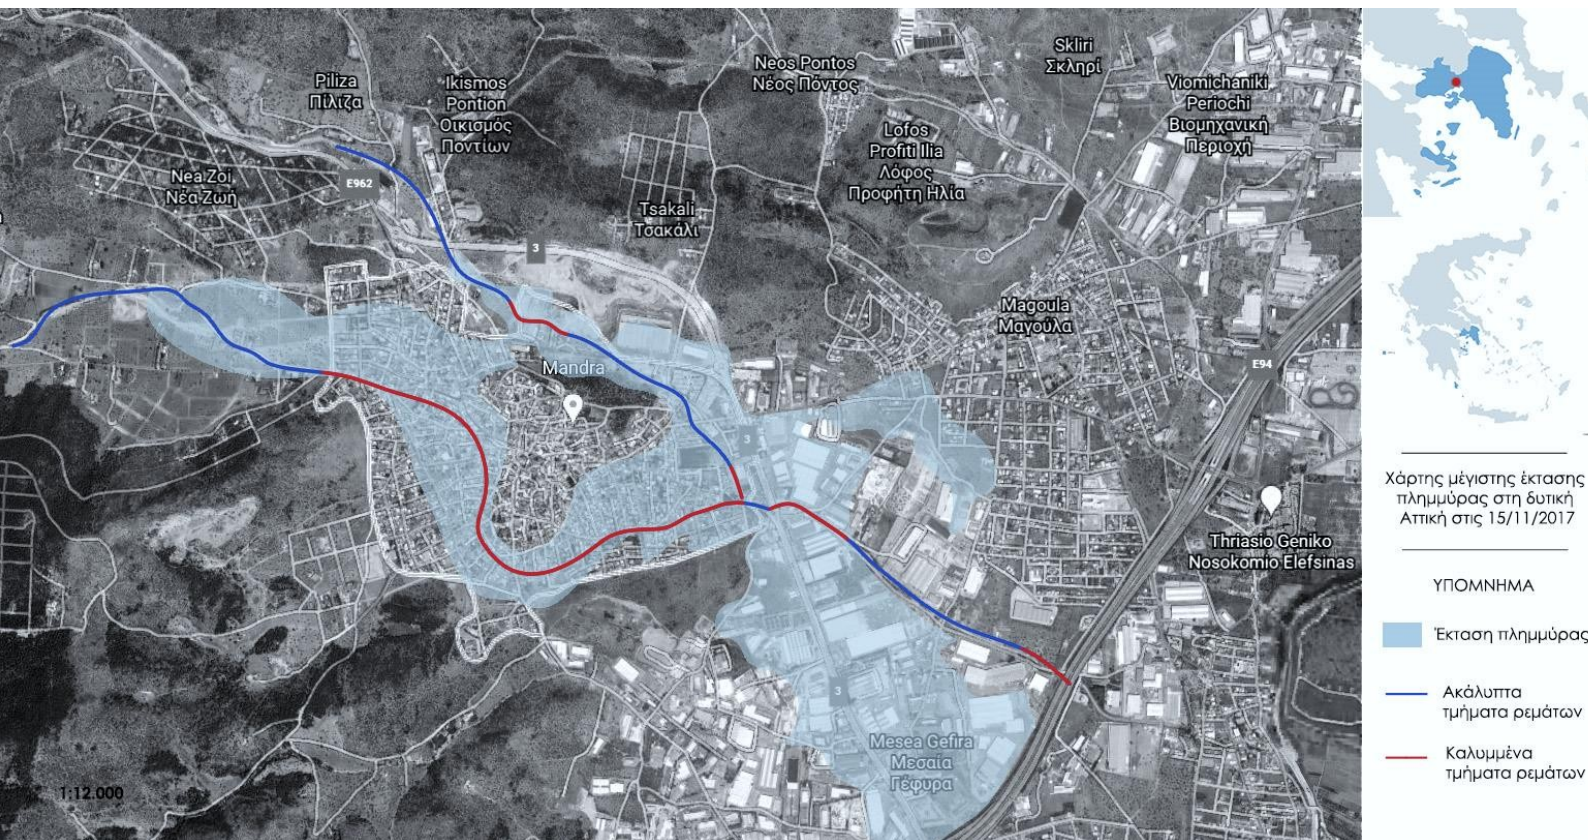 Piliza
Πίλιζα
Ikismos
Pontion
Οικισμός
Ποντίων
Neos Pontos
Νέος Πόντος
Skliri
Σκληρί
Viomichaniki
Periochi
Βιομηχανική
Περιοχή
Lofos
Profiti Ilia
Λόφος
Προφήτη Ηλία
Nea Zoi
Νέα Ζωή
E962
Tsakali
Τσακάλι
3
Magoula
Μαγούλα
E94
Mandra
3
Thriasio Geniko
Nosokomio Elefsinas
3
Mesea Gefira
Μεσαία
Γέφυρα
1:12.000
Χάρτης μέγιστης έκτασης
πλημμύρας στη δυτική
Αττική στις 15/11/2017
ΥΠΟΜΝΗΜΑ
Έκταση πλημμύρας
Ακάλυπτα
τμήματα ρεμάτων
Καλυμμένα
τμήματα ρεμάτων